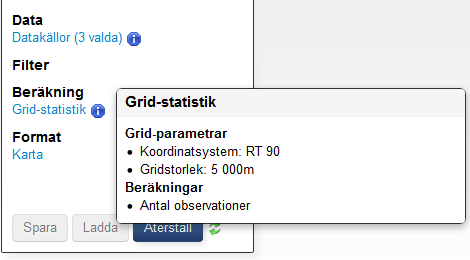 Data
Datakällor (3 valda)
Filter
Beräkning
Grid-statistik
Format
Karta
Spara Ladda Återställ
Grid-statistik
Grid-parametrar
Koordinatsystem: RT 90
Gridstorlek: 5 000m
Beräkningar
Antal observationer